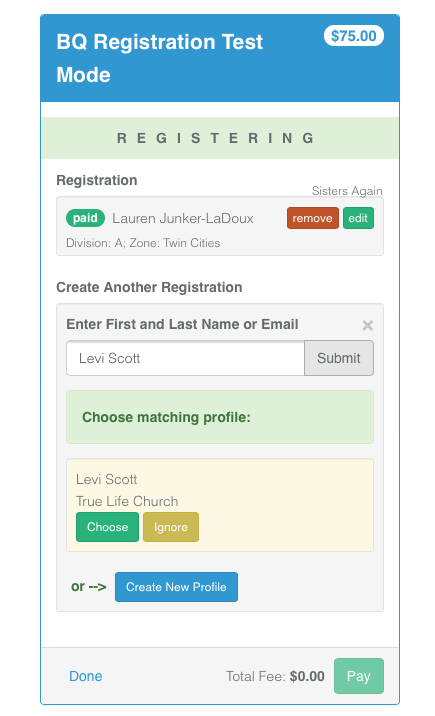 BQ Registration Test
Mode
$75.00
REGISTERING
Registration
Sisters Again
paid Lauren Junker-LaDoux remove edit
Division: A; Zone: Twin Cities
Create Another Registration
Enter First and Last Name or Email ×
Levi Scott Submit
Choose matching profile:
Levi Scott
True Life Church
Choose Ignore
or --> Create New Profile
Done Total Fee: $0.00 Pay